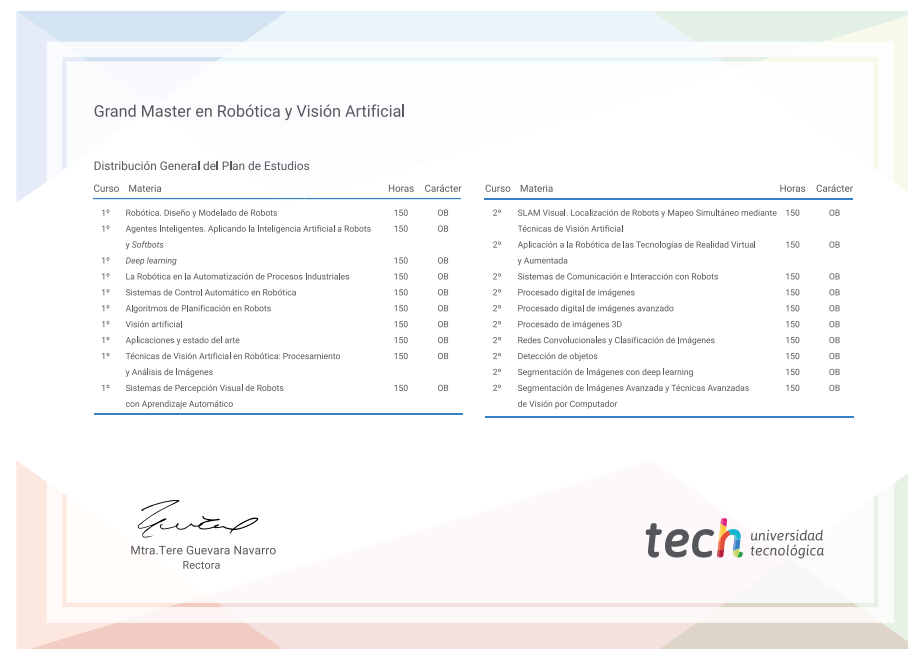 Grand Master en Robótica y Visión Artificial
Distribución General del Plan de Estudios
Curso Materia Horas Carácter
1º Robótica. Diseño y Modelado de Robots 150 OB
1º Agentes Inteligentes. Aplicando la Inteligencia Artificial a Robots 150 OB
y Softbots
1º Deep learning 150 OB
1º La Robótica en la Automatización de Procesos Industriales 150 OB
1º Sistemas de Control Automático en Robótica 150 OB
1º Algoritmos de Planificación en Robots 150 OB
1º Visión artificial 150 OB
1º Aplicaciones y estado del arte 150 OB
1º Técnicas de Visión Artificial en Robótica: Procesamiento 150 OB
y Análisis de Imágenes
1º Sistemas de Percepción Visual de Robots 150 OB
con Aprendizaje Automático
Curso Materia Horas Carácter
2º SLAM Visual. Localización de Robots y Mapeo Simultáneo mediante 150 OB
Técnicas de Visión Artificial
2º Aplicación a la Robótica de las Tecnologías de Realidad Virtual 150 OB
y Aumentada
2º Sistemas de Comunicación e Interacción con Robots 150 OB
2º Procesado digital de imágenes 150 OB
2º Procesado digital de imágenes avanzado 150 OB
2º Procesado de imágenes 3D 150 OB
2º Redes Convolucionales y Clasificación de Imágenes 150 OB
2º Detección de objetos 150 OB
2º Segmentación de Imágenes con deep learning 150 OB
2º Segmentación de Imágenes Avanzada y Técnicas Avanzadas 150 OB
de Visión por Computador
Mtra.Tere Guevara Navarro
Rectora
tech universidad
tecnológica